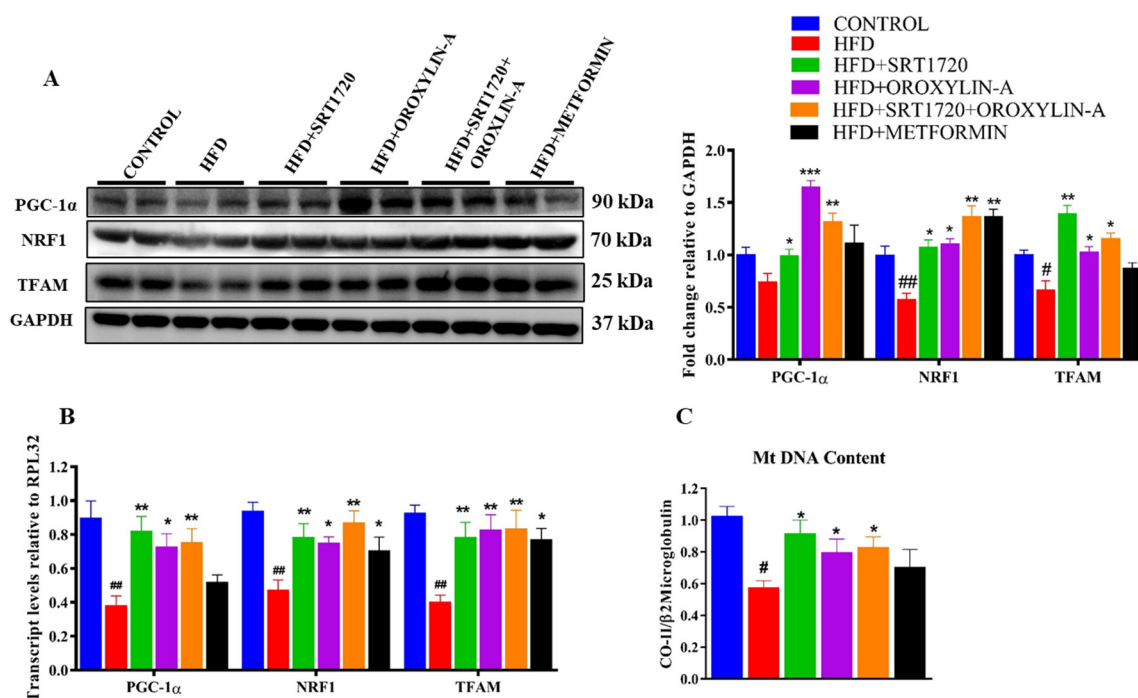 A
CONTROL
HFD
HFD+SRT1720
HFD+OROXYLIN-A
HFD+SRT1720+
OROXLIN-A
HFD+METFORMIN
PGC-1α
90 kDa
NRF1
70 kDa
TFAM
25 kDa
GAPDH
37 kDa
CONTROL
HFD
HFD+SRT1720
HFD+OROXYLIN-A
HFD+SRT1720+OROXYLIN-A
HFD+METFORMIN
Fold change relative to GAPDH
2.0
1.5
1.0
0.5
0.0
* *** **
## * * ** **
# ** * *
PGC-1α NRF1 TFAM
B
Transcript levels relative to RPL32
1.2
1.0
0.8
0.6
0.4
0.2
0.0
## ** * **
## ** * ** *
## ** ** ** *
PGC-1α NRF1 TFAM
C
Mt DNA Content
CO-II/β2Microglobulin
1.2
1.0
0.8
0.6
0.4
0.2
0.0
# * * *